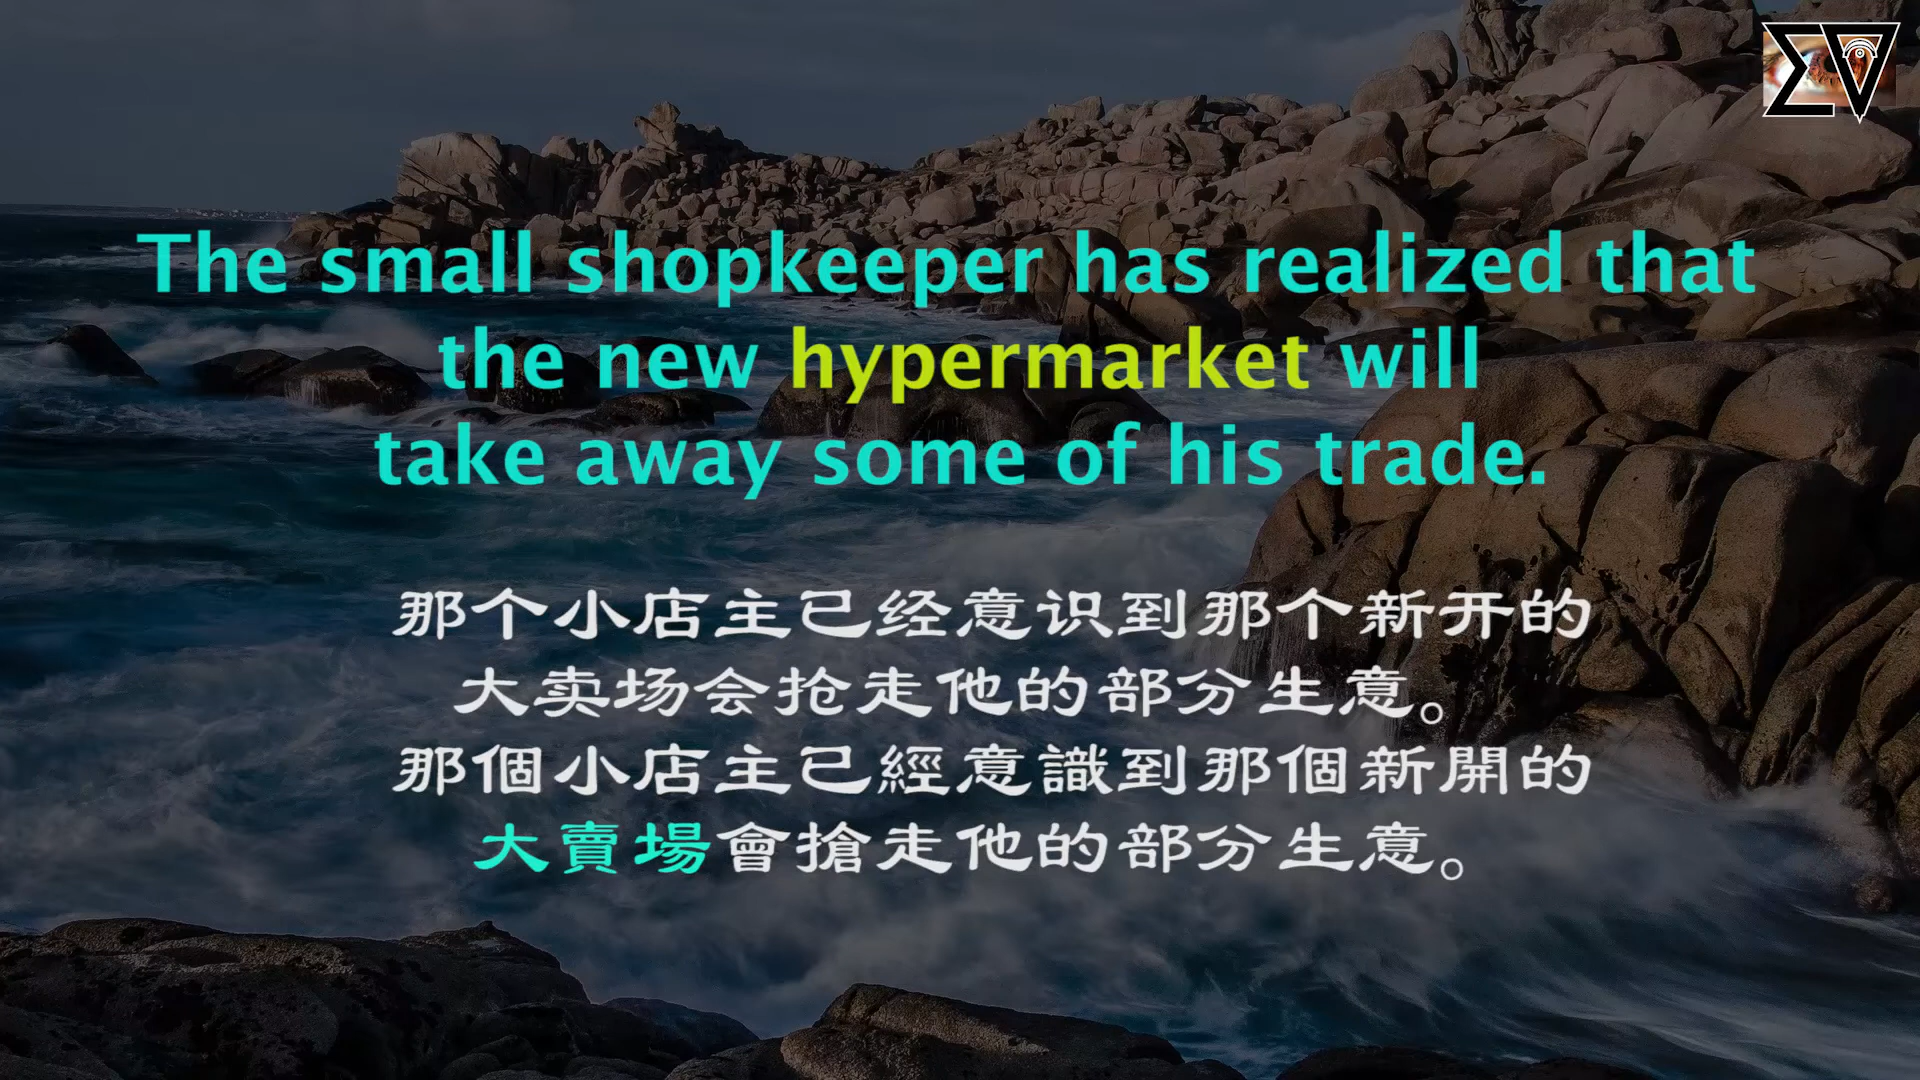 The small shopkeeper has realized that
the new hypermarket will
take away some of his trade.
那个小店主已经意识到那个新开的
大卖场会抢走他的部分生意。
那個小店主已經意識到那個新開的
大賣場會搶走他的部分生意。